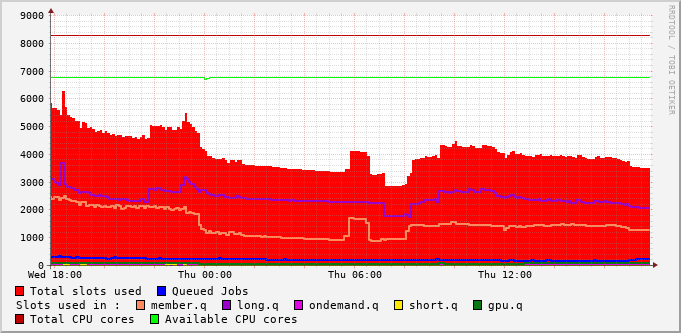 9000
8000
7000
6000
5000
4000
3000
2000
1000
0
Wed 18:00 Thu 00:00 Thu 06:00 Thu 12:00
RRDTOOL / TOBI OETIKER
Total slots used Queued Jobs
Slots used in : member.q long.q ondemand.q short.q gpu.q
Total CPU cores Available CPU cores